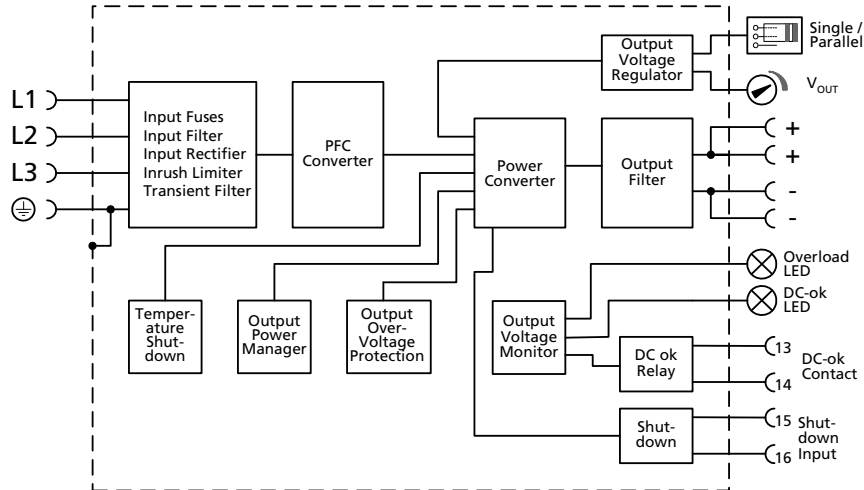 Single /
Parallel
Output
Voltage
Regulator
VOUT
L1
L2
L3
Input Fuses
Input Filter
Input Rectifier
Inrush Limiter
Transient Filter
PFC
Converter
Power
Converter
Output
Filter
+
+
-
-
Temper-
ature
Shut-
down
Output
Power
Manager
Output
Over-
Voltage
Protection
Output
Voltage
Monitor
Overload
LED
DC-ok
LED
DC ok
Relay
13
14
DC-ok
Contact
Shut-
down
15
16
Shut-
down
Input